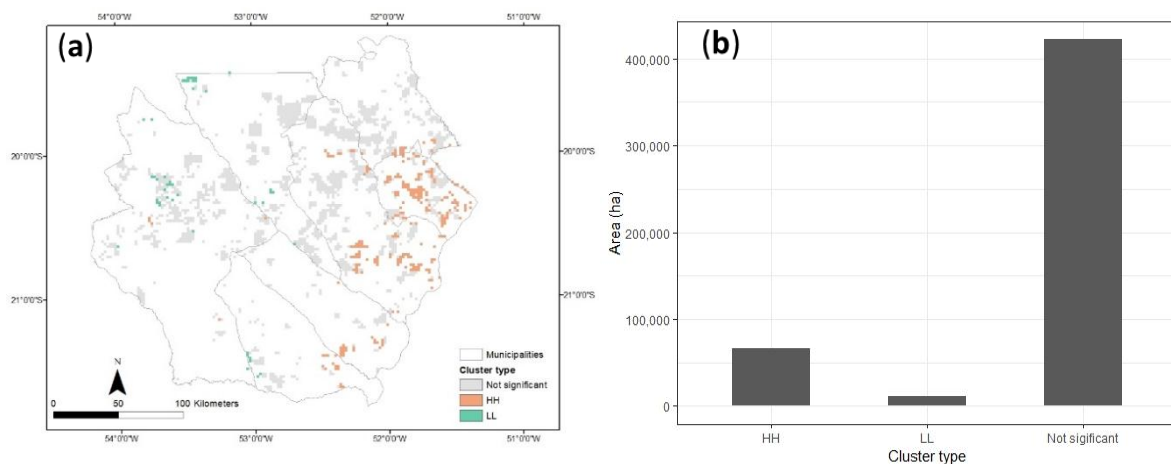 (a)
54°0'0"W 53°0'0"W 52°0'0"W 51°0'0"W
20°0'0"S
20°0'0"S
21°0'0"S
21°0'0"S
Municipalities
Cluster type
Not significant
HH
LL
N
0 50 100 Kilometers
54°0'0"W 53°0'0"W 52°0'0"W 51°0'0"W
(b)
400,000
300,000
200,000
100,000
0
Area (ha)
HH LL Not sigificant
Cluster type